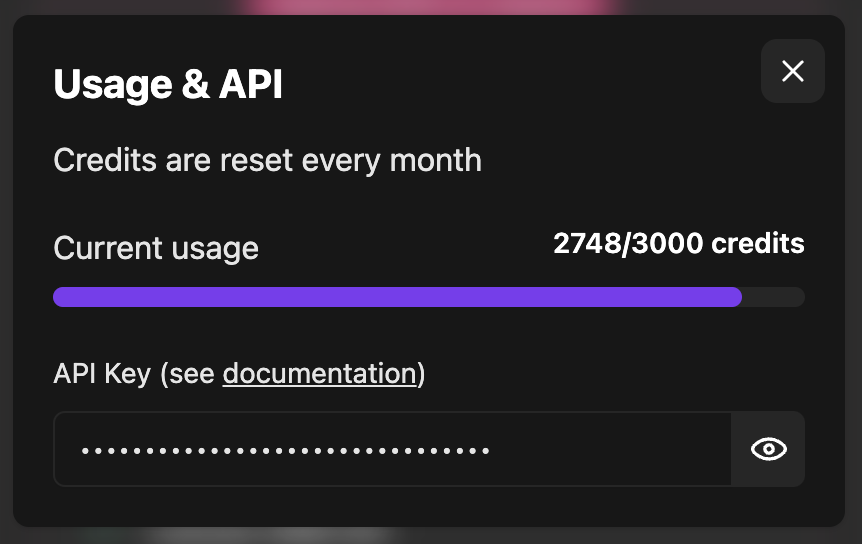 Usage & API
Credits are reset every month
Current usage
2748/3000 credits
API Key (see documentation)
••••••••••••••••••••••••••••••••